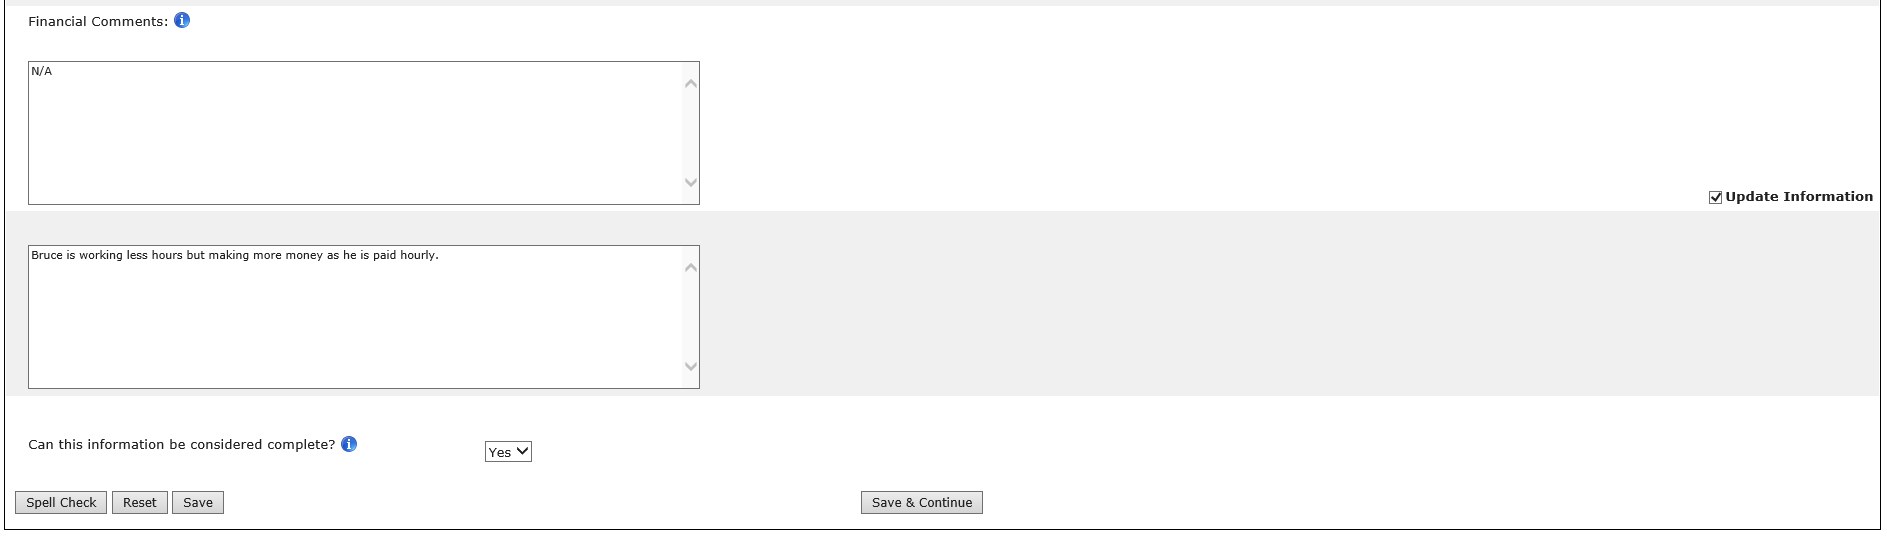 Financial Comments:
N/A
Update Information
Bruce is working less hours but making more money as he is paid hourly.
Can this information be considered complete?
Yes
Spell Check Reset Save Save & Continue